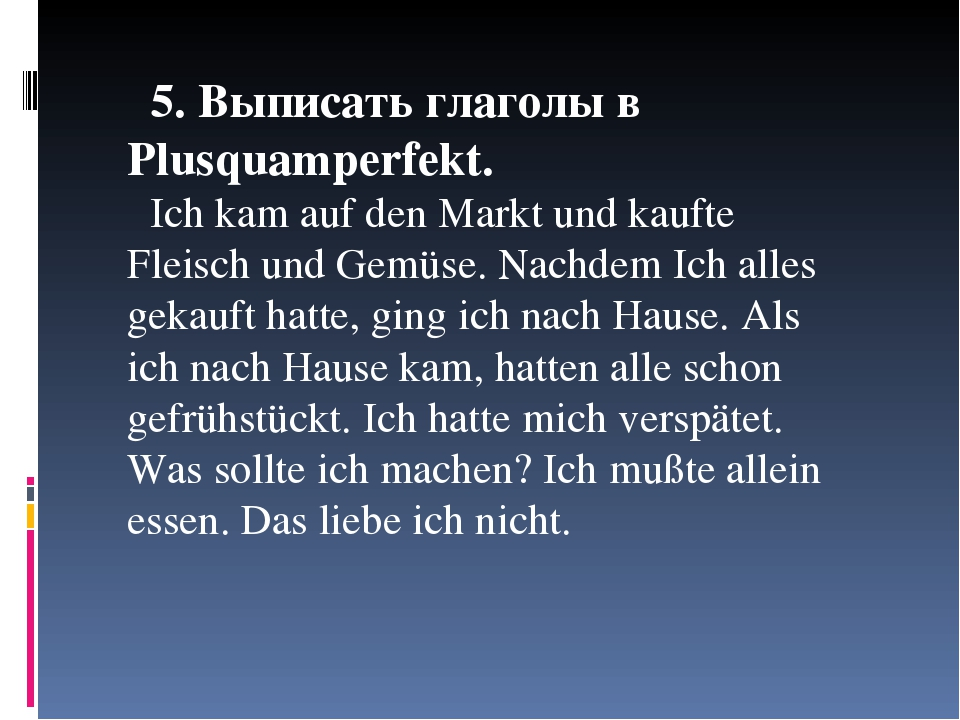 5. Выписать глаголы в
Plusquamperfekt.
Ich kam auf den Markt und kaufte
Fleisch und Gemüse. Nachdem Ich alles
gekauft hatte, ging ich nach Hause. Als
ich nach Hause kam, hatten alle schon
gefrühstückt. Ich hatte mich verspätet.
Was sollte ich machen? Ich mußte allein
essen. Das liebe ich nicht.